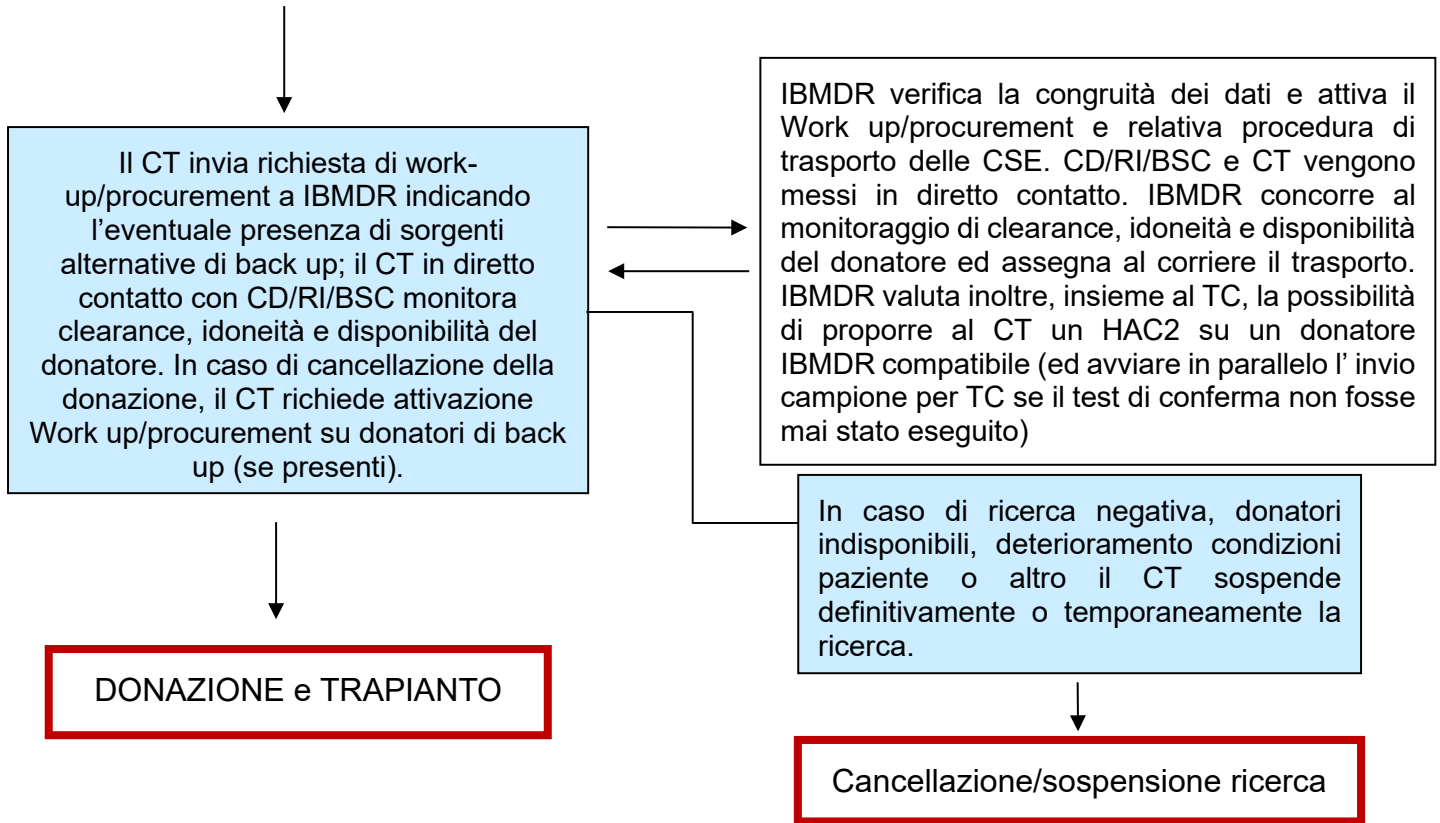 Il CT invia richiesta di work-
up/procurement a IBMDR indicando
l’eventuale presenza di sorgenti
alternative di back up; il CT in diretto
contatto con CD/RI/BSC monitora
clearance, idoneità e disponibilità del
donatore. In caso di cancellazione della
donazione, il CT richiede attivazione
Work up/procurement su donatori di back
up (se presenti).
IBMDR verifica la congruità dei dati e attiva il
Work up/procurement e relativa procedura di
trasporto delle CSE. CD/RI/BSC e CT vengono
messi in diretto contatto. IBMDR concorre al
monitoraggio di clearance, idoneità e disponibilità
del donatore ed assegna al corriere il trasporto.
IBMDR valuta inoltre, insieme al TC, la possibilità
di proporre al CT un HAC2 su un donatore
IBMDR compatibile (ed avviare in parallelo l’ invio
campione per TC se il test di conferma non fosse
mai stato eseguito)
In caso di ricerca negativa, donatori
indisponibili, deterioramento condizioni
paziente o altro il CT sospende
definitivamente o temporaneamente la
ricerca.
DONAZIONE e TRAPIANTO
Cancellazione/sospensione ricerca